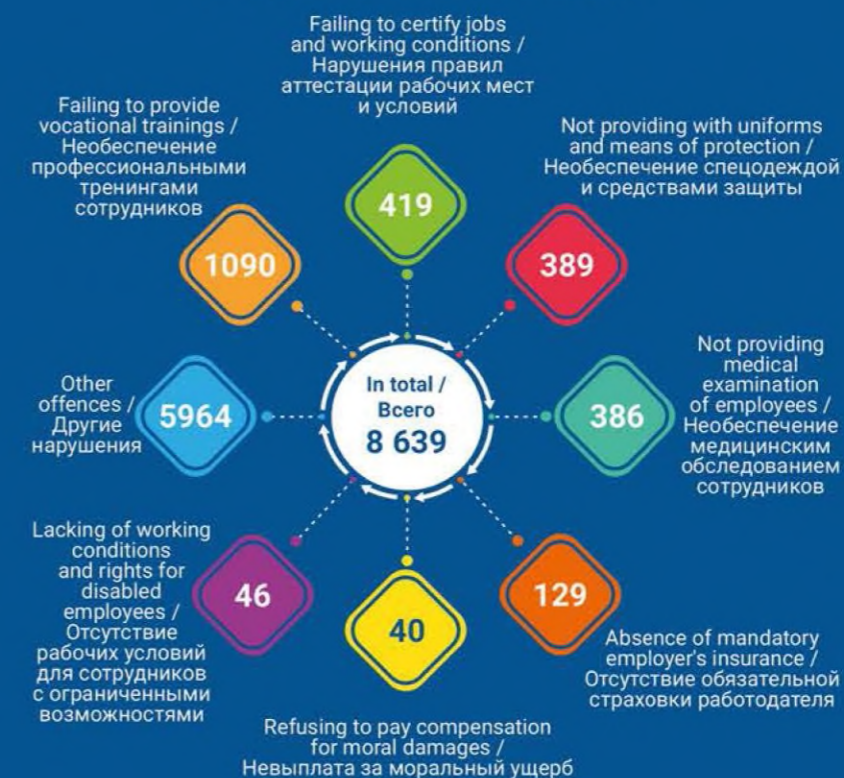 Failing to certify jobs
and working conditions /
Нарушения правил
аттестации рабочих мест
и условий
419
Not providing with uniforms
and means of protection /
Необеспечение спецодеждой
и средствами защиты
389
Not providing
medical
examination
of employees /
Необеспечение
медицинским
обследованием
сотрудников
386
Absence of mandatory
employer's insurance /
Отсутствие обязательной
страховки работодателя
129
Refusing to pay compensation
for moral damages /
Невыплата за моральный ущерб
40
Lacking of working
conditions
and rights for
disabled
employees /
Отсутствие
рабочих условий
для сотрудников
с ограниченными
возможностями
46
Other
offences /
Другие
нарушения
5964
Failing to provide
vocational trainings /
Необеспечение
профессиональными
тренингами
сотрудников
1090
In total /
Всего
8 639